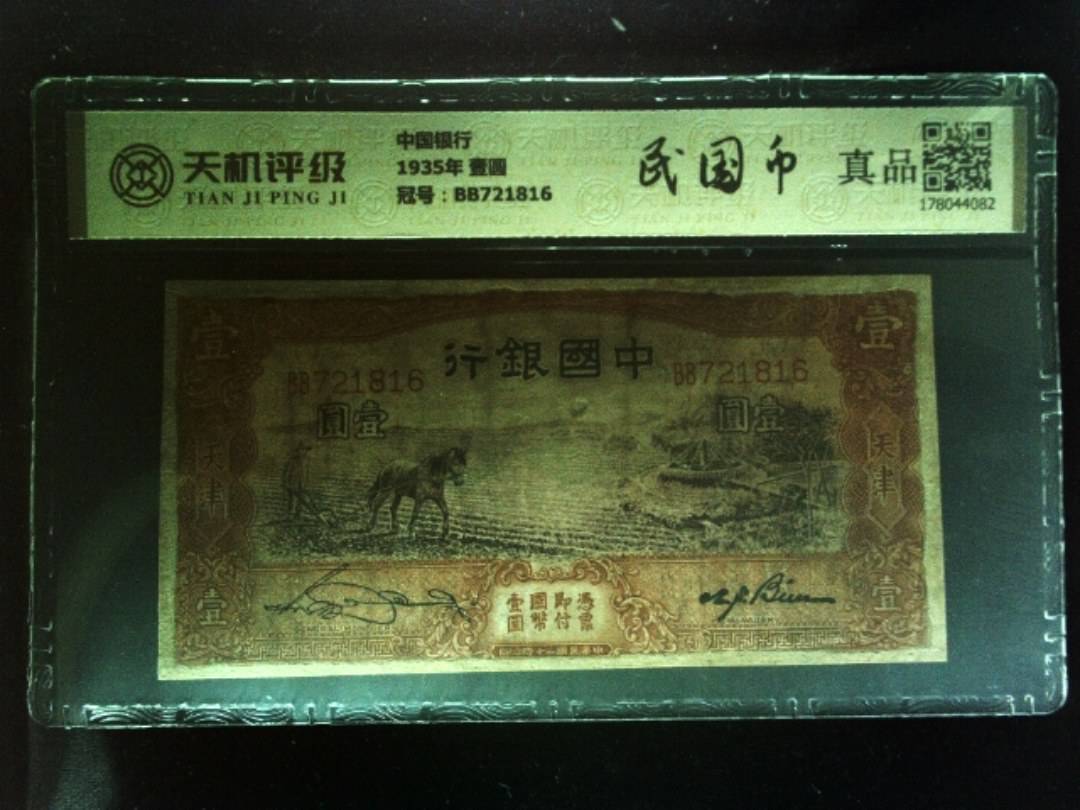 天机评级
TIAN JI PING JI
中国银行
1935年 壹圆
冠号：BB721816
民国币
真品
178044082
行銀國中
壹
壹
BB721816
BB721816
圓壹
圓壹
天津
天津
憑票
即付
國幣
壹圓
壹
壹